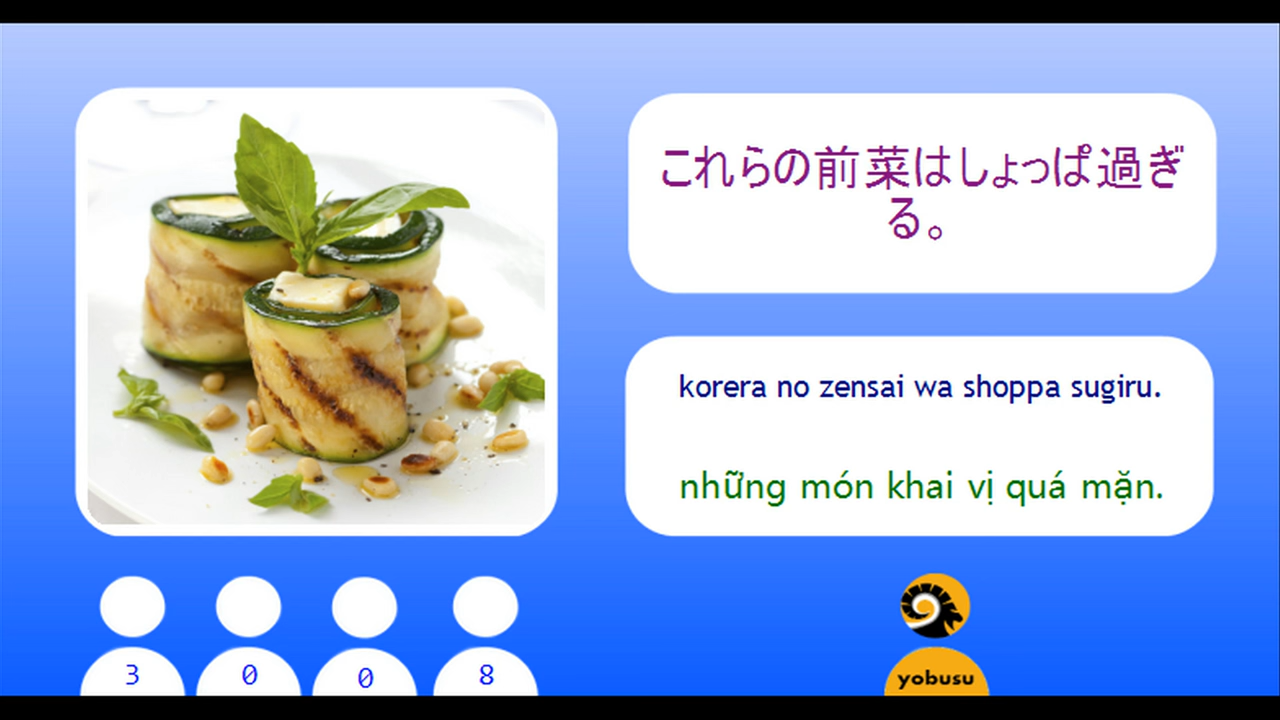 これらの前菜はしょっぱ過ぎ
る。
korera no zensai wa shoppa sugiru.
những món khai vị quá mặn.
3 0 0 8
yobusu